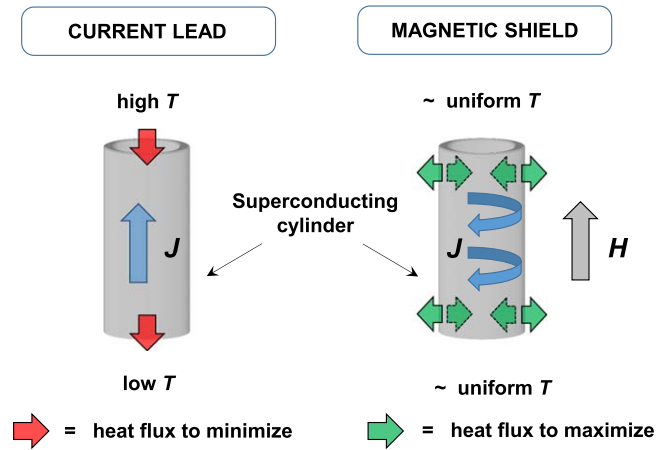 CURRENT LEAD
MAGNETIC SHIELD
high T
~ uniform T
Superconducting
cylinder
J
J
H
low T
~ uniform T
= heat flux to minimize
= heat flux to maximize